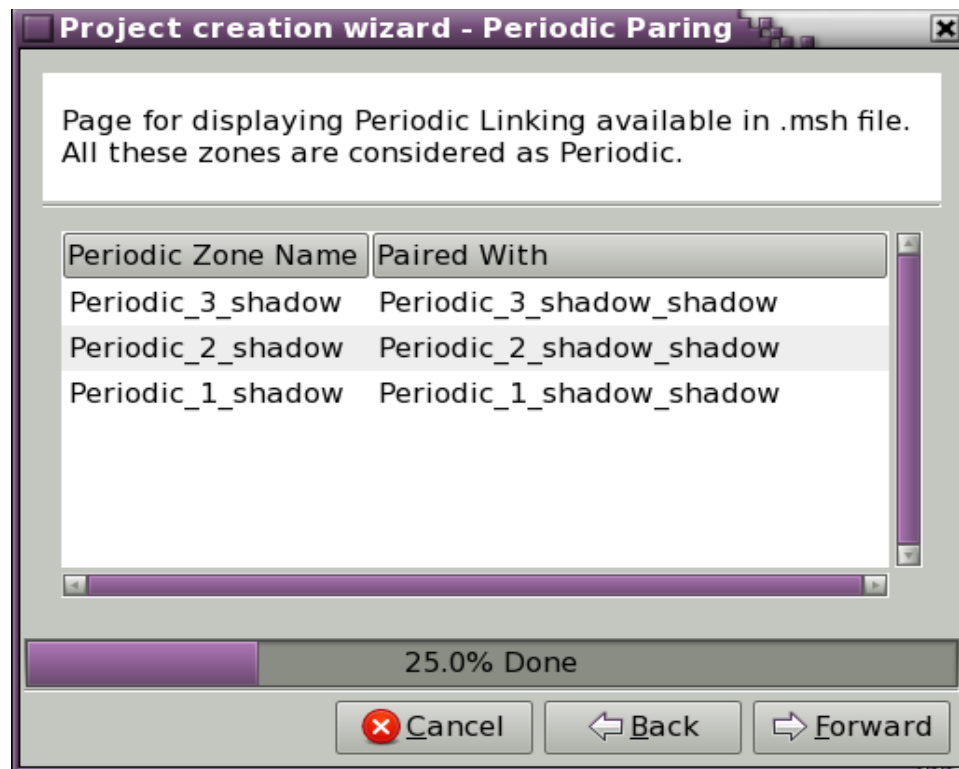 Project creation wizard - Periodic Paring
Page for displaying Periodic Linking available in .msh file.
All these zones are considered as Periodic.
Periodic Zone Name Paired With
Periodic_3_shadow Periodic_3_shadow_shadow
Periodic_2_shadow Periodic_2_shadow_shadow
Periodic_1_shadow Periodic_1_shadow_shadow
25.0% Done
Cancel Back Forward